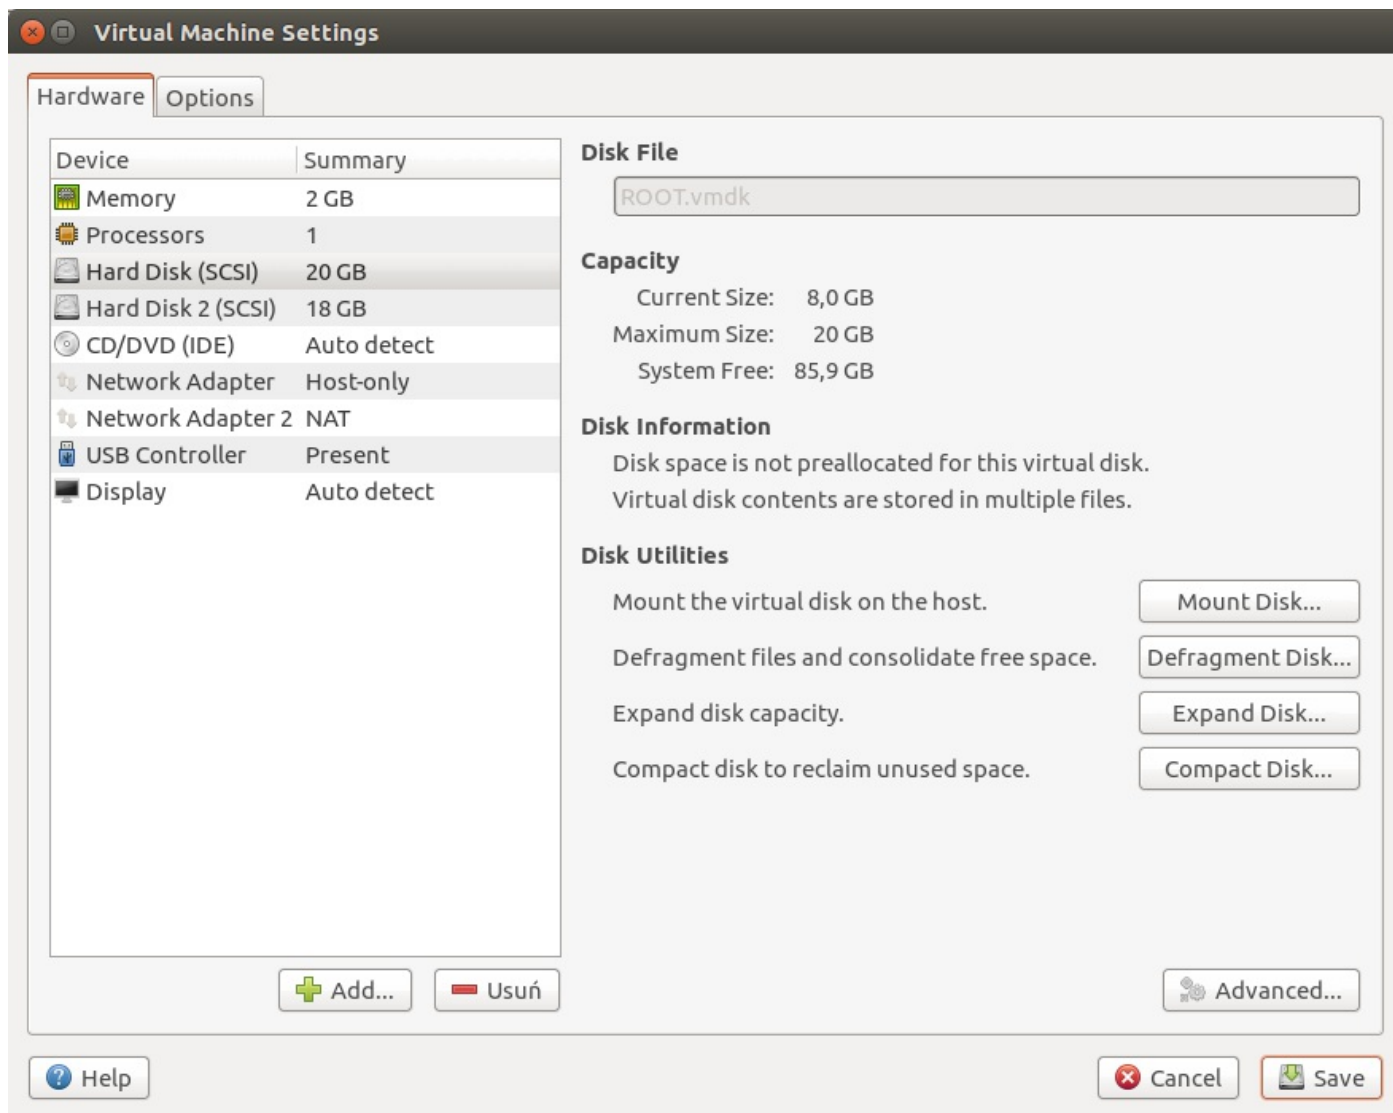 Virtual Machine Settings
Hardware Options
Device Summary
Memory 2 GB
Processors 1
Hard Disk (SCSI) 20 GB
Hard Disk 2 (SCSI) 18 GB
CD/DVD (IDE) Auto detect
Network Adapter Host-only
Network Adapter 2 NAT
USB Controller Present
Display Auto detect
Add... Usuń
Disk File
ROOT.vmdk
Capacity
Current Size: 8,0 GB
Maximum Size: 20 GB
System Free: 85,9 GB
Disk Information
Disk space is not preallocated for this virtual disk.
Virtual disk contents are stored in multiple files.
Disk Utilities
Mount the virtual disk on the host. Mount Disk...
Defragment files and consolidate free space. Defragment Disk...
Expand disk capacity. Expand Disk...
Compact disk to reclaim unused space. Compact Disk...
Advanced...
Help Cancel Save